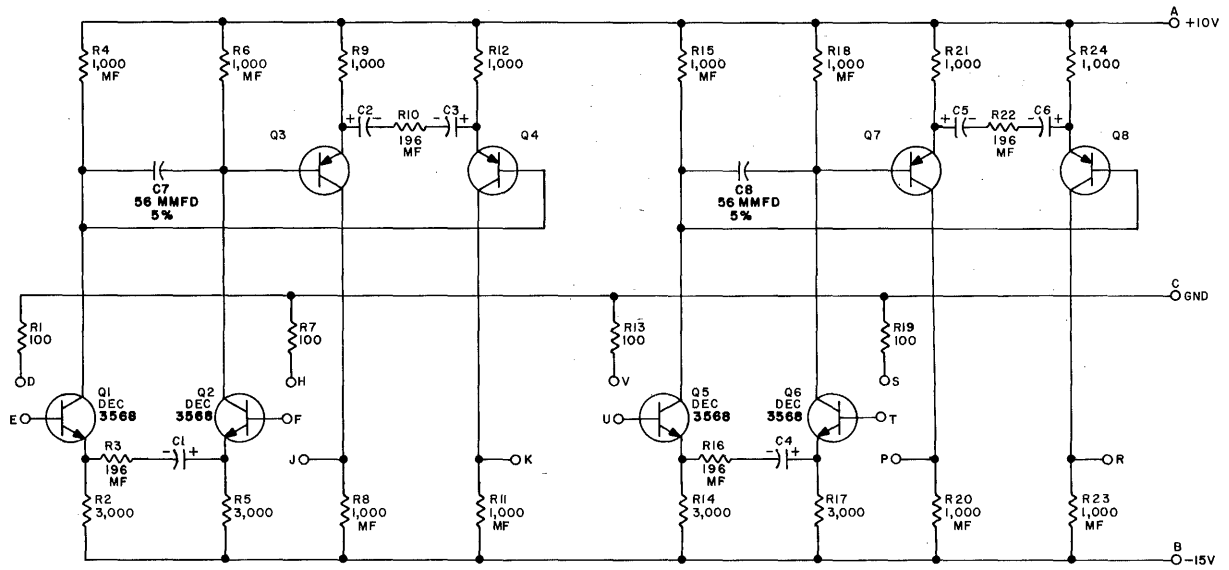 A
+10V
R4
1,000
MF
R6
1,000
MF
R9
1,000
R12
1,000
R15
1,000
MF
R18
1,000
MF
R21
1,000
R24
1,000
+ C2 -
R10
196
MF
- C3 +
Q3
Q4
C7
56 MMFD
5%
+ C5 -
R22
196
MF
- C6 +
Q7
Q8
C8
56 MMFD
5%
C
GND
R1
100
D
R7
100
H
R13
100
V
R19
100
S
E
Q1
DEC
3568
Q2
DEC
3568
F
U
Q5
DEC
3568
Q6
DEC
3568
T
R3
196
MF
- C1 +
J
K
R16
196
MF
- C4 +
P
R
R2
3,000
R5
3,000
R8
1,000
MF
R11
1,000
MF
R14
3,000
R17
3,000
R20
1,000
MF
R23
1,000
MF
B
-15V